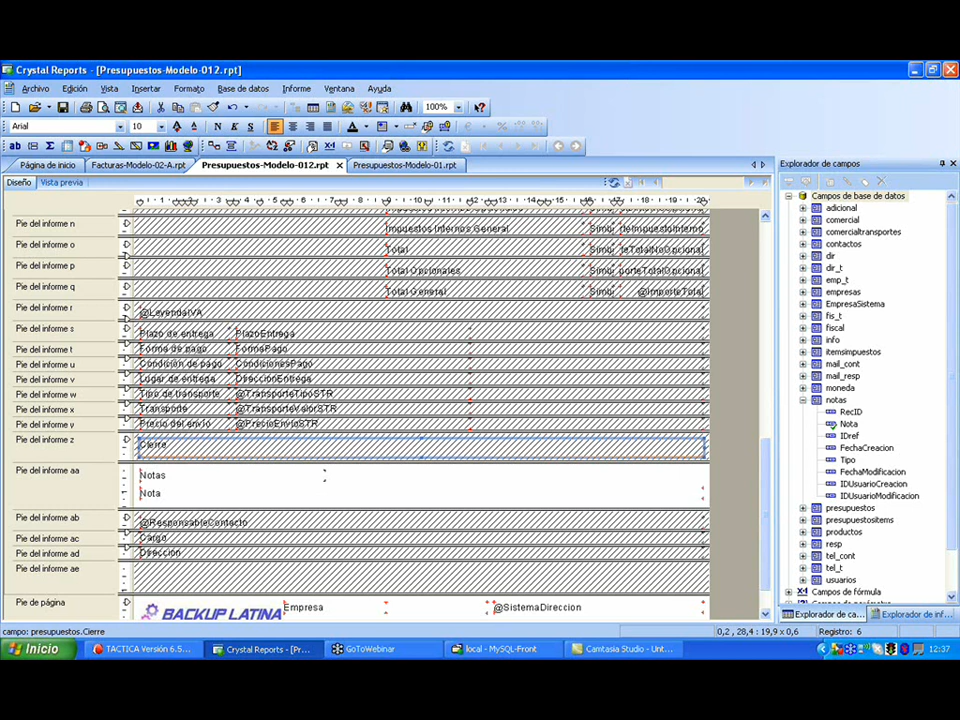 Crystal Reports - [Presupuestos-Modelo-012.rpt]
Archivo Edición Vista Insertar Formato Base de datos Informe Ventana Ayuda
100%
Arial 10 N K S A
Página de inicio Facturas-Modelo-02-A.rpt Presupuestos-Modelo-012.rpt Presupuestos-Modelo-01.rpt
Diseño Vista previa
Pie del informe n Impuestos Internos General
Pie del informe o Total
Pie del informe p Total Opcionales
Pie del informe q Total General @ImporteTotal
Pie del informe r @LeyendaIVA
Pie del informe s Plazo de entrega PlazoEntrega
Pie del informe t Forma de pago FormaPago
Pie del informe u Condición de pago CondicionesPago
Pie del informe v Lugar de entrega DireccionEntrega
Pie del informe w Tipo de transporte @TransporteTipoSTR
Pie del informe x Transporte @TransporteValorSTR
Pie del informe y Precio del envío @PrecioEnvioSTR
Pie del informe z Cierre
Pie del informe aa Notas
Nota
Pie del informe ab @ResponsableContacto
Pie del informe ac Cargo
Pie del informe ad Direccion
Pie del informe ae
Pie de página BACKUP LATINA Empresa @SistemaDireccion
Explorador de campos
Campos de base de datos
adicional
comercial
comercialtransportes
contactos
dir
dir_t
emp_t
empresas
EmpresaSistema
fis_t
fiscal
info
itemsimpuestos
mail_cont
mail_resp
moneda
notas
RecID
Nota
IDref
FechaCreacion
Tipo
FechaModificacion
IDUsuarioCreacion
IDUsuarioModificacion
presupuestos
presupuestositems
productos
resp
tel_cont
tel_t
usuarios
Campos de fórmula
Explorador de ca... Explorador de inf...
campo: presupuestos.Cierre 0,2 , 28,4 : 19,9 x 0,6 Registro: 6
Inicio TACTICA Versión 6.5... Crystal Reports - [Pr... GoToWebinar local - MySQL-Front Camtasia Studio - Unt... 12:37